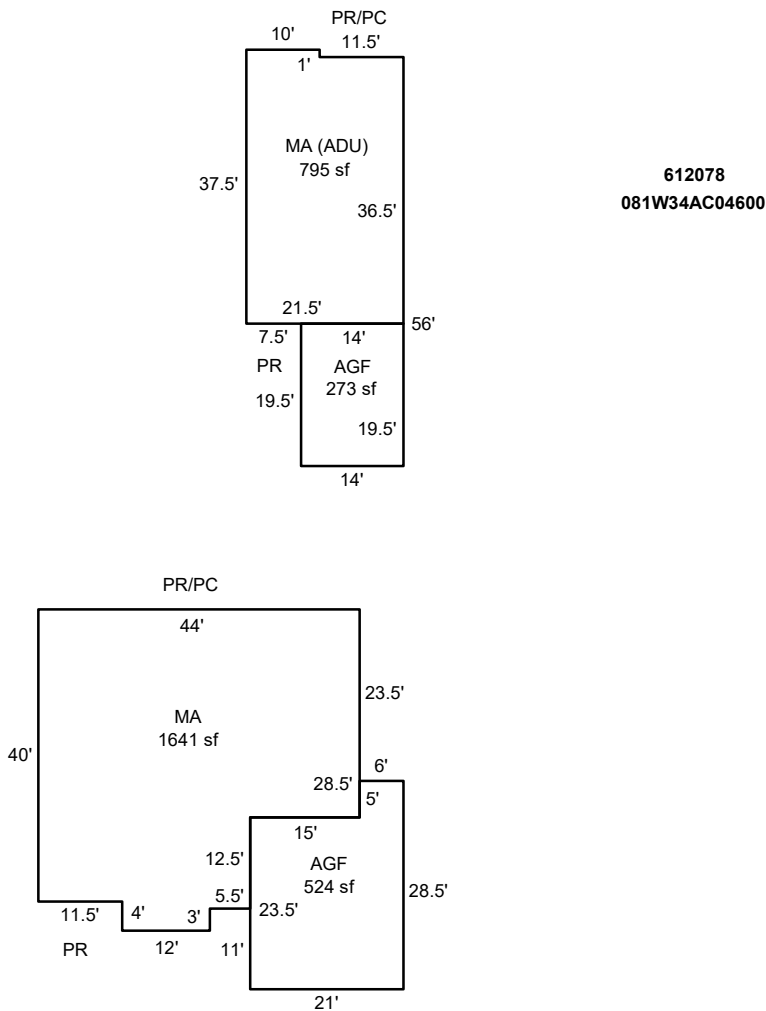 PR/PC
10'
11.5'
1'
MA (ADU)
795 sf
37.5'
36.5'
612078
081W34AC04600
21.5'
56'
7.5'
14'
PR
AGF
273 sf
19.5'
19.5'
14'
PR/PC
44'
23.5'
MA
1641 sf
40'
6'
28.5'
5'
15'
12.5'
AGF
524 sf
28.5'
5.5'
11.5'
4'
3'
23.5'
PR
12'
11'
21'